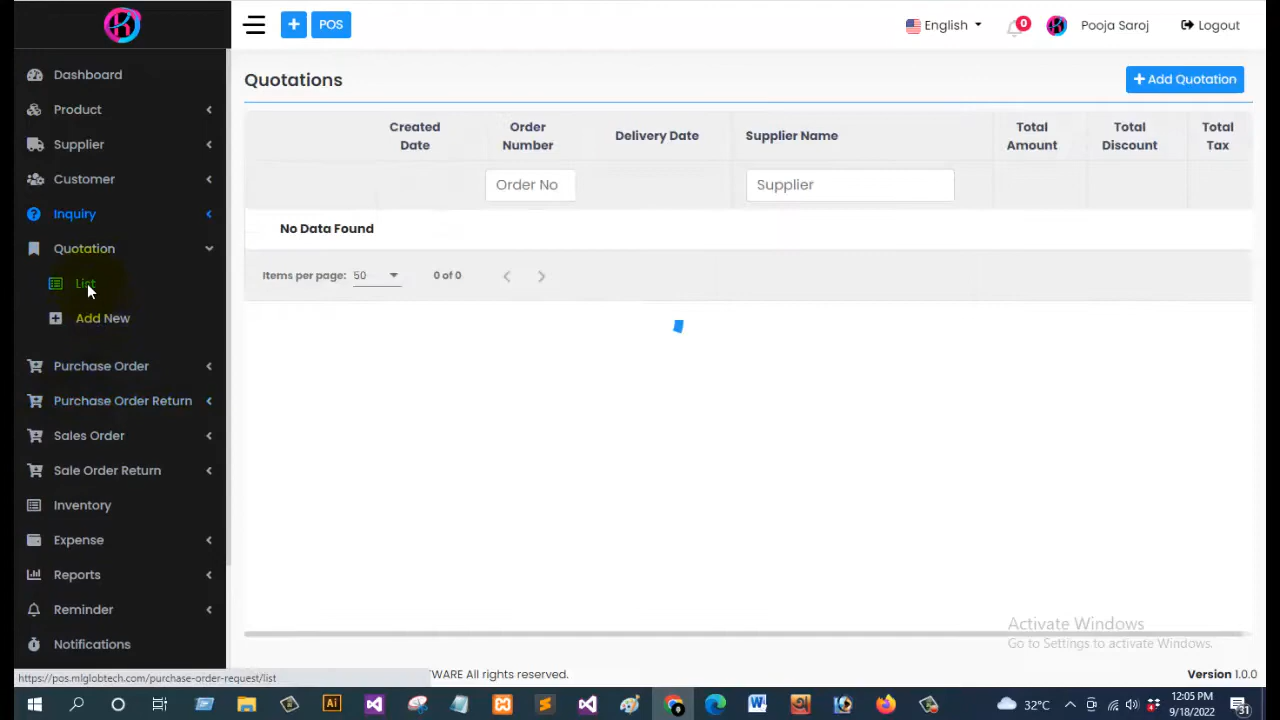 POS
English
0
Pooja Saroj
Logout
Dashboard
Product
Supplier
Customer
Inquiry
Quotation
List
Add New
Purchase Order
Purchase Order Return
Sales Order
Sale Order Return
Inventory
Expense
Reports
Reminder
Notifications
Quotations
Add Quotation
Created Date
Order Number
Delivery Date
Supplier Name
Total Amount
Total Discount
Total Tax
Order No
Supplier
No Data Found
Items per page: 50
0 of 0
Activate Windows
Go to Settings to activate Windows.
https://pos.mlglobtech.com/purchase-order-request/list
TWARE All rights reserved.
Version 1.0.0
Ai
32°C
12:05 PM
9/18/2022
31